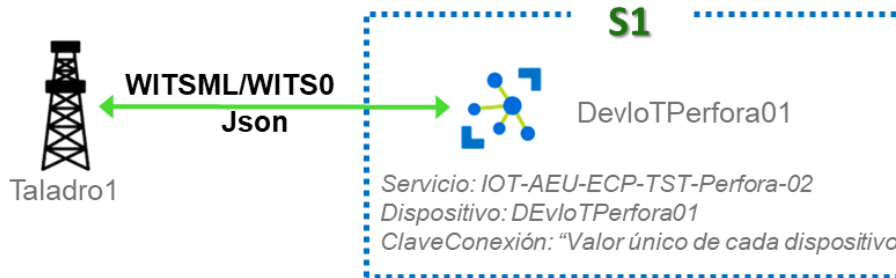 S1
WITSML/WITS0
Json
DevIoTPerfora01
Taladro1
Servicio: IOT-AEU-ECP-TST-Perfora-02
Dispositivo: DEvIoTPerfora01
ClaveConexión: “Valor único de cada dispositivo